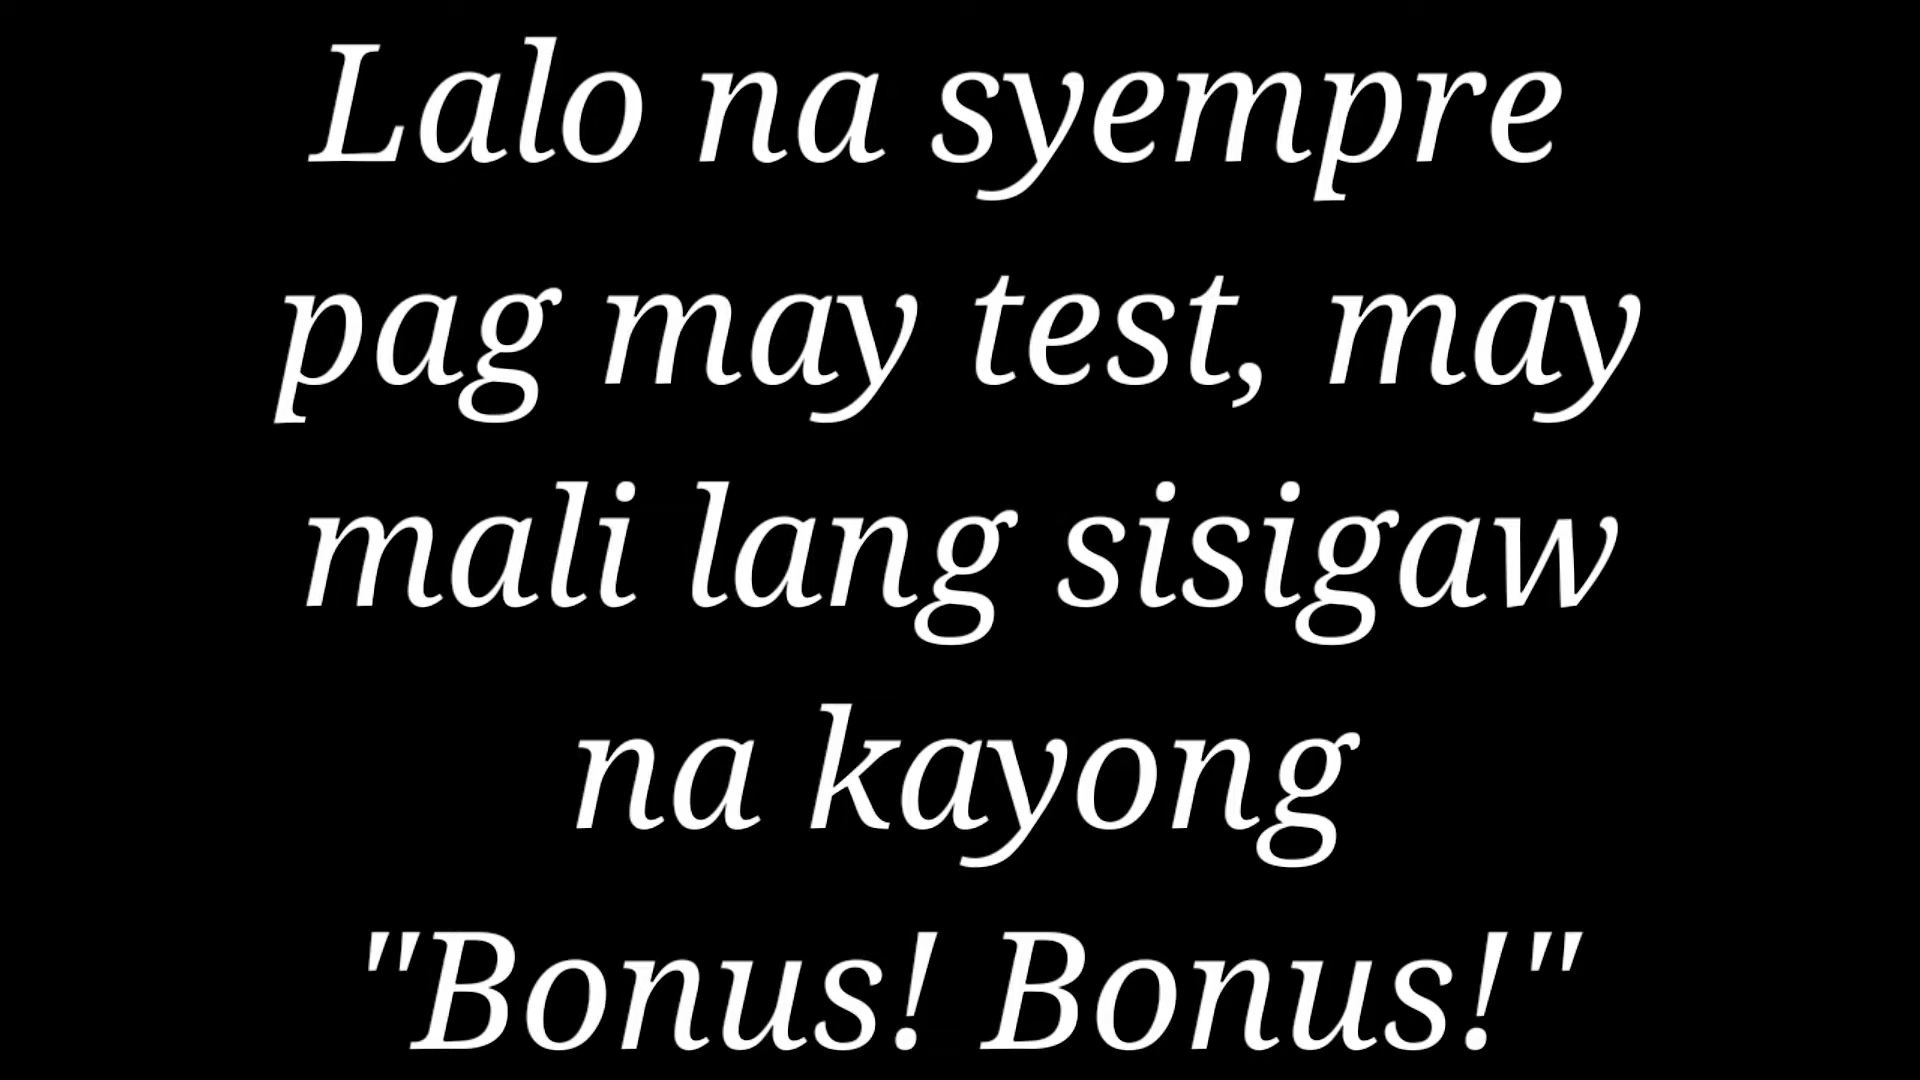 Lalo na syempre
pag may test, may
mali lang sisigaw
na kayong
"Bonus! Bonus!"